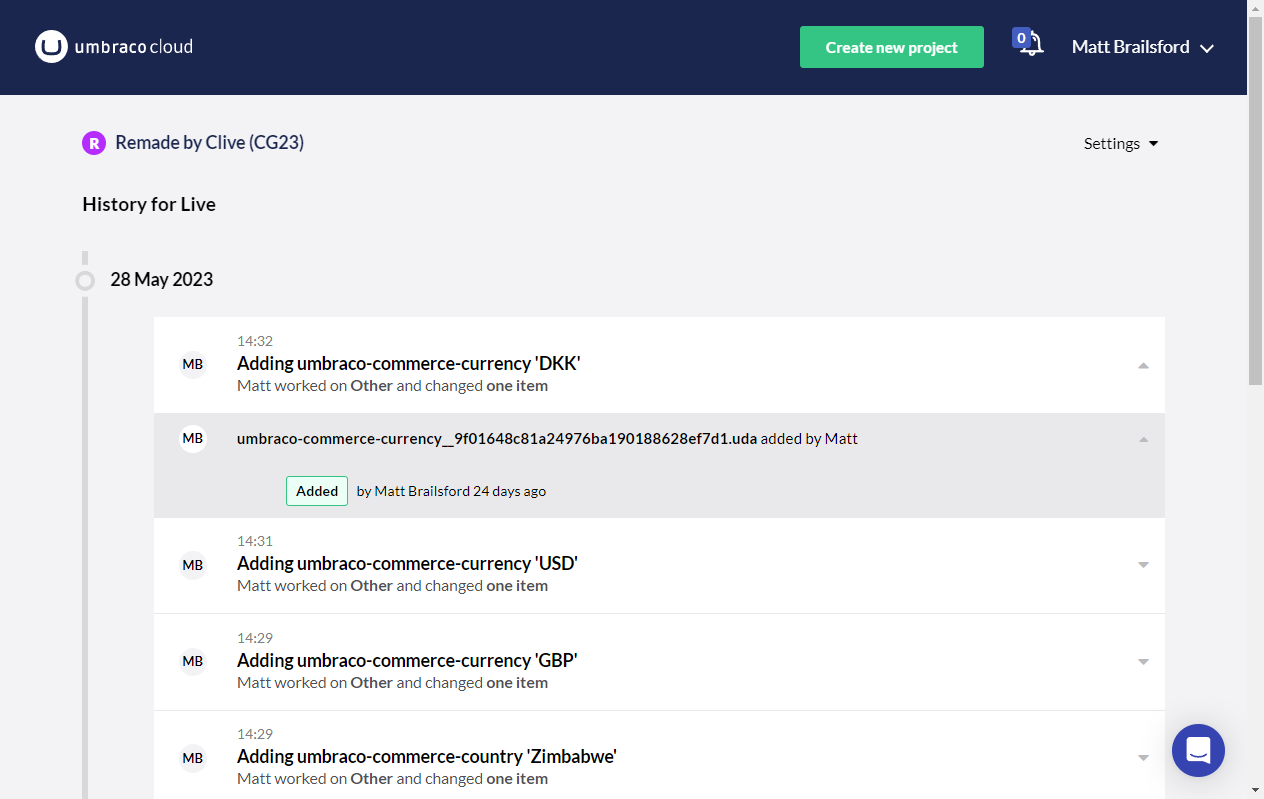 umbraco cloud
Create new project
0
Matt Brailsford
R
Remade by Clive (CG23)
Settings
History for Live
28 May 2023
14:32
MB
Adding umbraco-commerce-currency 'DKK'
Matt worked on Other and changed one item
MB
umbraco-commerce-currency__9f01648c81a24976ba190188628ef7d1.uda added by Matt
Added
by Matt Brailsford 24 days ago
14:31
MB
Adding umbraco-commerce-currency 'USD'
Matt worked on Other and changed one item
14:29
MB
Adding umbraco-commerce-currency 'GBP'
Matt worked on Other and changed one item
14:29
MB
Adding umbraco-commerce-country 'Zimbabwe'
Matt worked on Other and changed one item